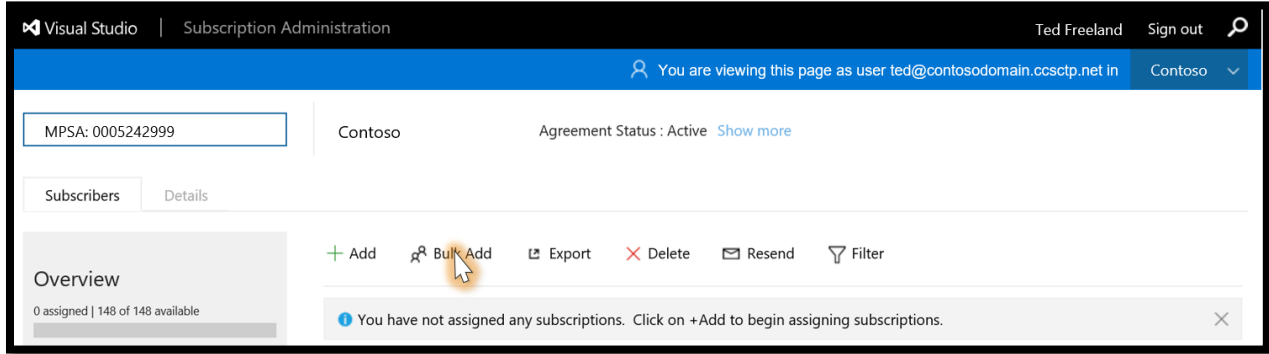 Visual Studio | Subscription Administration Ted Freeland Sign out
You are viewing this page as user ted@contosodomain.ccsctp.net in Contoso
MPSA: 0005242999 Contoso Agreement Status : Active Show more
Subscribers Details
Add Bulk Add Export Delete Resend Filter
Overview
0 assigned | 148 of 148 available
You have not assigned any subscriptions. Click on +Add to begin assigning subscriptions.